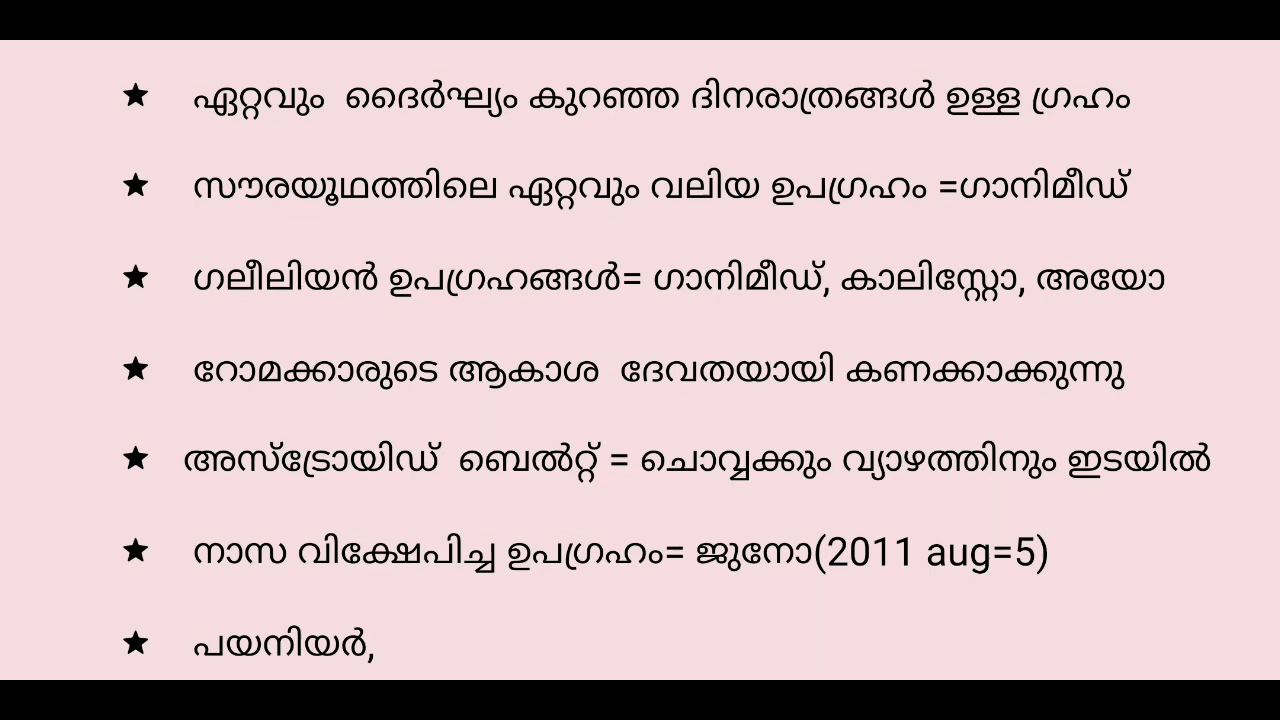 ★ ഏറ്റവും ദൈർഘ്യം കുറഞ്ഞ ദിനരാത്രങ്ങൾ ഉള്ള ഗ്രഹം
★ സൗരയൂഥത്തിലെ ഏറ്റവും വലിയ ഉപഗ്രഹം =ഗാനിമീഡ്
★ ഗലീലിയൻ ഉപഗ്രഹങ്ങൾ= ഗാനിമീഡ്, കാലിസ്റ്റോ, അയോ
★ റോമക്കാരുടെ ആകാശ ദേവതയായി കണക്കാക്കുന്നു
★ അസ്ട്രോയിഡ് ബെൽറ്റ് = ചൊവ്വക്കും വ്യാഴത്തിനും ഇടയിൽ
★ നാസ വിക്ഷേപിച്ച ഉപഗ്രഹം= ജുനോ(2011 aug=5)
★ പയനിയർ,